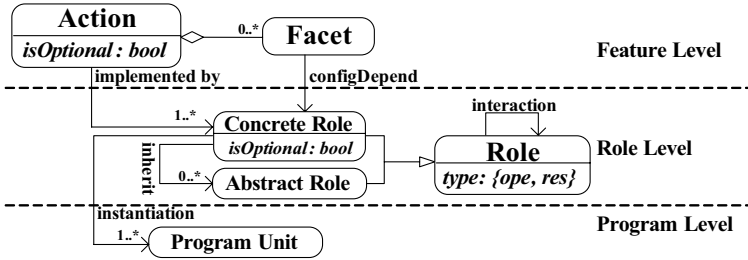 Action
isOptional : bool
0..*
Facet
Feature Level
implemented by
configDepend
1..*
Concrete Role
isOptional : bool
interaction
inherit
Role
type: {ope, res}
Role Level
0..*
Abstract Role
instantiation
Program Level
1..*
Program Unit